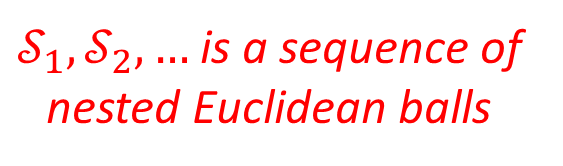 𝒮₁, 𝒮₂, ... is a sequence of
nested Euclidean balls